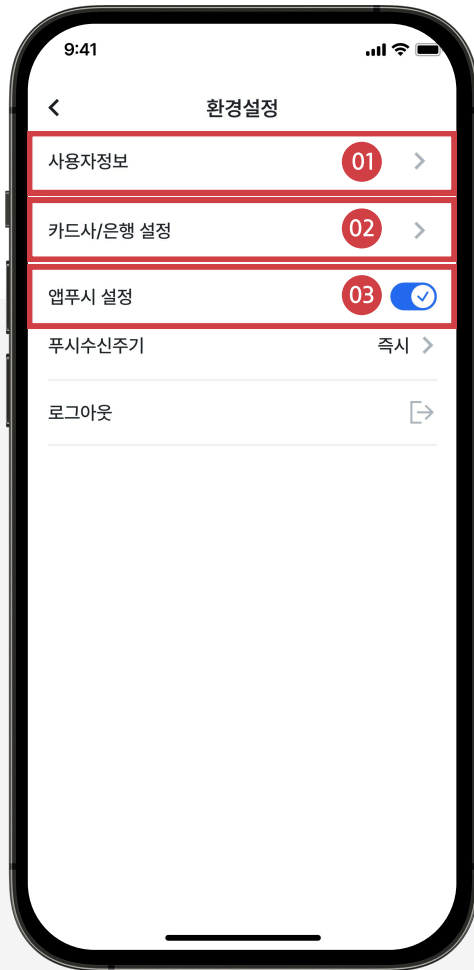 9:41
환경설정
사용자정보 01
카드사/은행 설정 02
앱푸시 설정 03
푸시수신주기 즉시
로그아웃